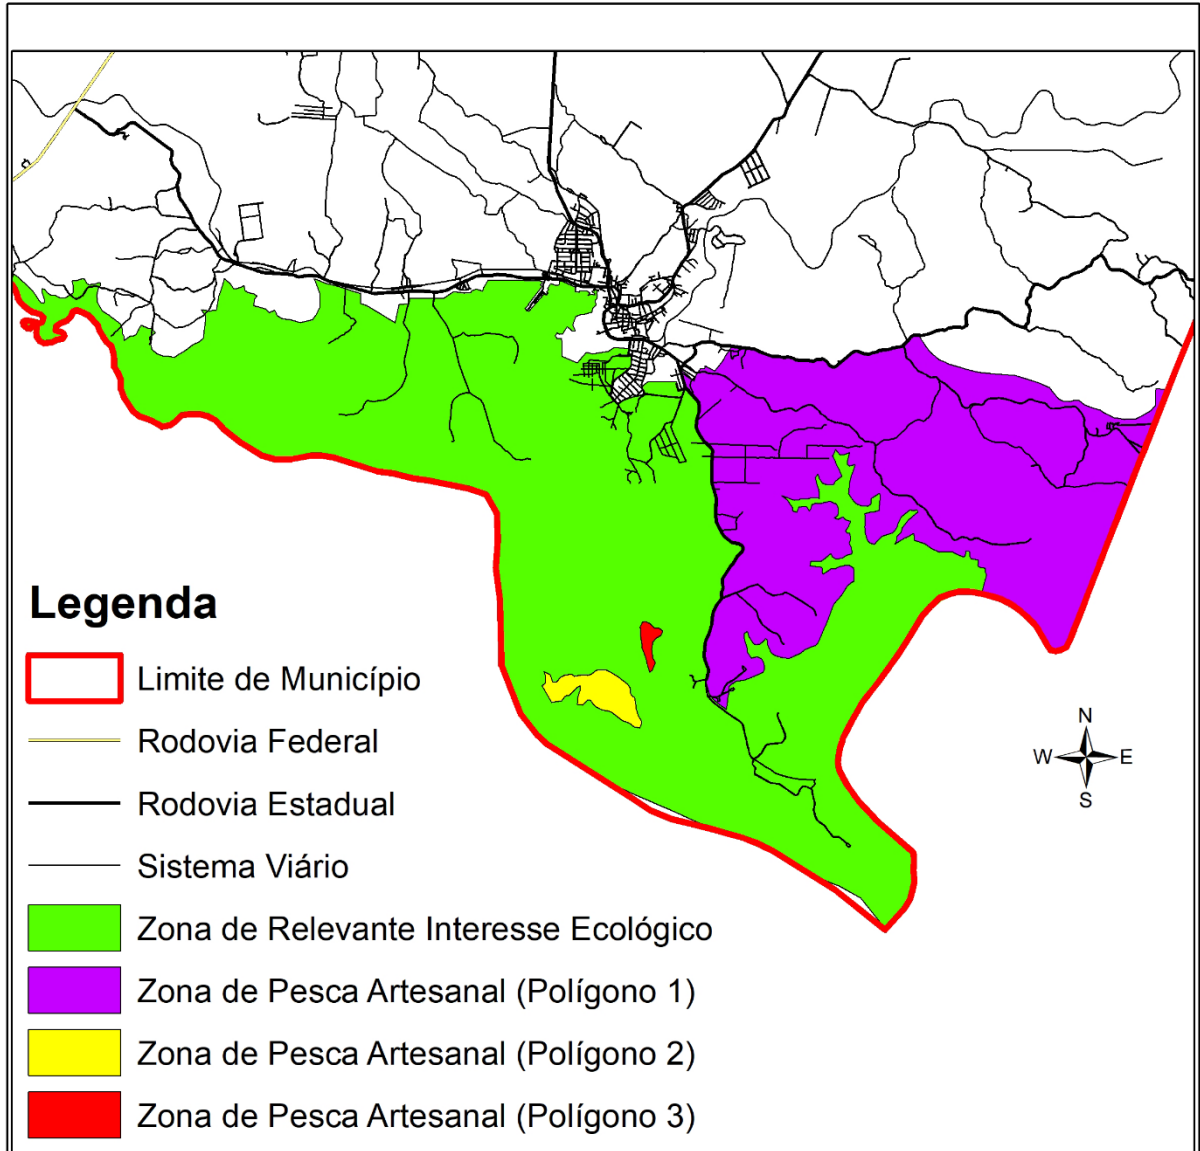 Legenda
Limite de Município
Rodovia Federal
Rodovia Estadual
Sistema Viário
Zona de Relevante Interesse Ecológico
Zona de Pesca Artesanal (Polígono 1)
Zona de Pesca Artesanal (Polígono 2)
Zona de Pesca Artesanal (Polígono 3)
N
W E
S